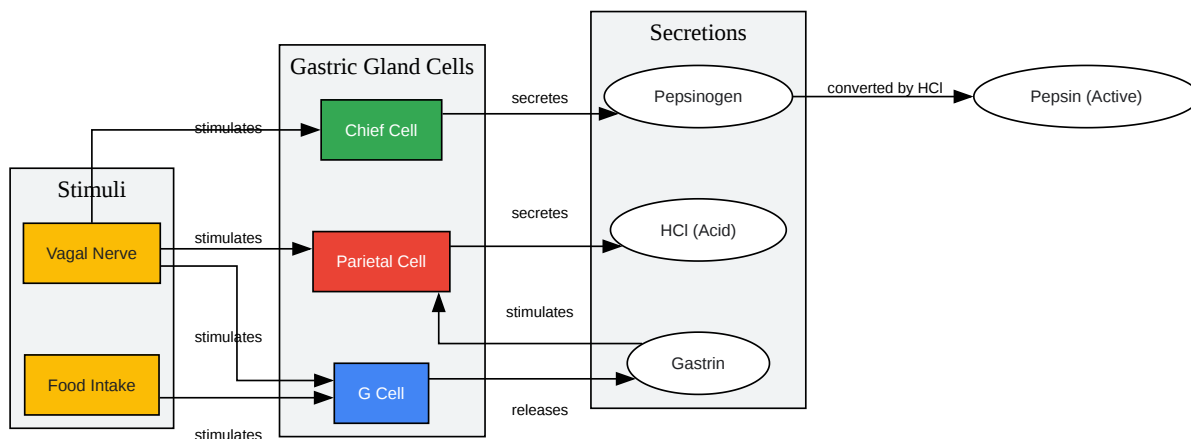 Secretions
Gastric Gland Cells
Pepsinogen
converted by HCl
Pepsin (Active)
secretes
Chief Cell
stimulates
Stimuli
secretes
HCl (Acid)
stimulates
Vagal Nerve
Parietal Cell
stimulates
stimulates
Gastrin
Food Intake
G Cell
releases
stimulates